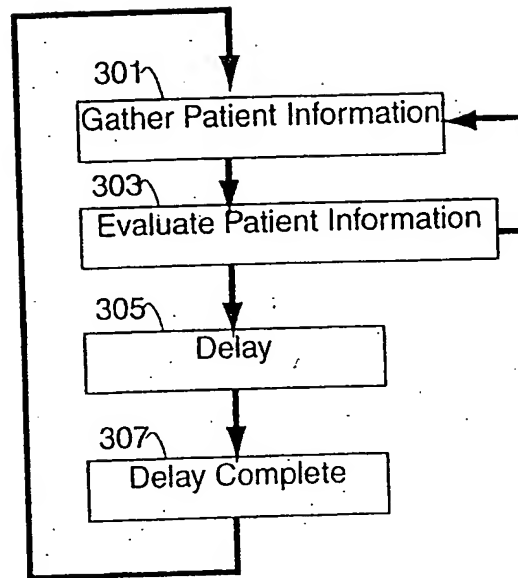 301
Gather Patient Information
303
Evaluate Patient Information
305
Delay
307
Delay Complete